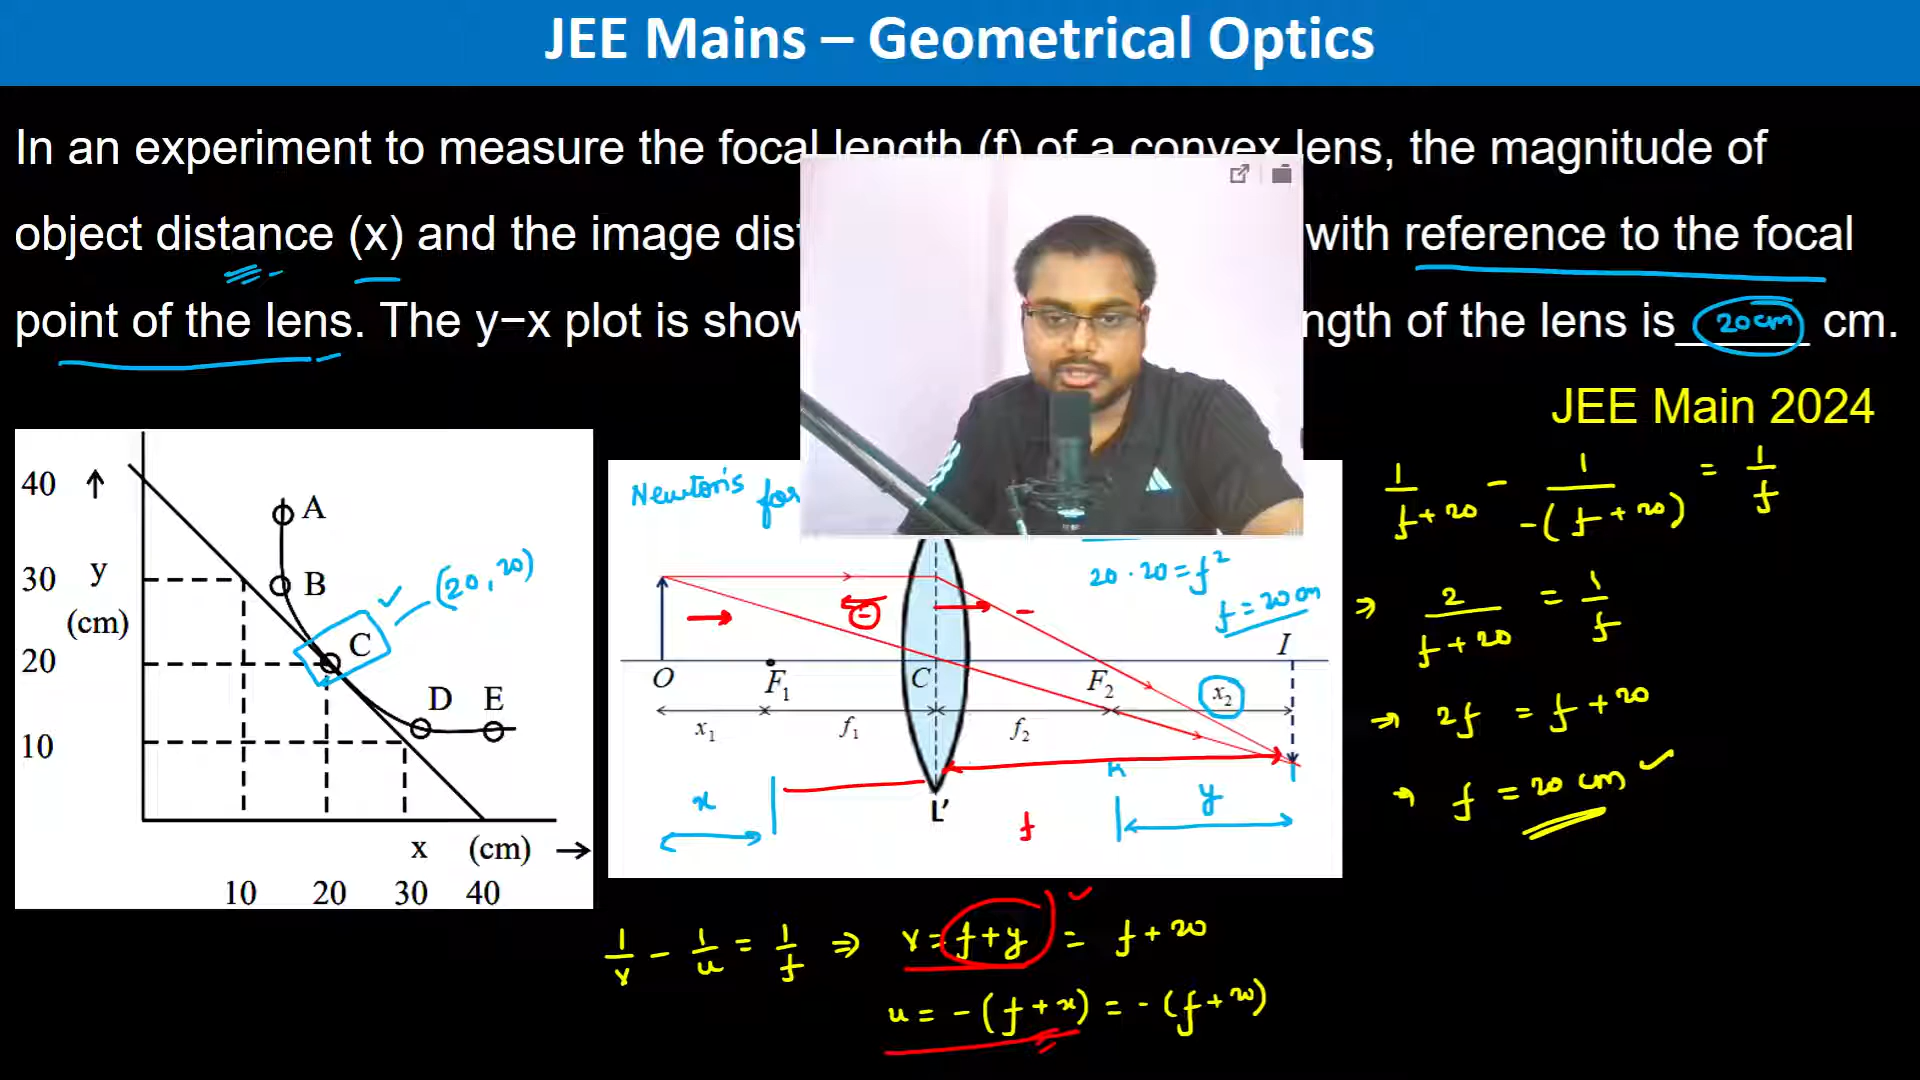 JEE Mains – Geometrical Optics
In an experiment to measure the focal length (f) of a convex lens, the magnitude of
object distance (x) and the image dis with reference to the focal
point of the lens. The y−x plot is show ngth of the lens is 20cm cm.
JEE Main 2024
40
30 y
(cm)
20
10
A
B
C
D E
(20, 20)
x (cm)
10 20 30 40
Newton's for
20 · 20 = f²
f = 20 cm
O F₁ C F₂ x₂ I
x₁ f₁ f₂
x L' f y
1/v − 1/u = 1/f ⇒ v = f + y = f + 20
u = −(f + x) = −(f + 20)
1/(f + 20) − 1/−(f + 20) = 1/f
⇒ 2/(f + 20) = 1/f
⇒ 2f = f + 20
⇒ f = 20 cm